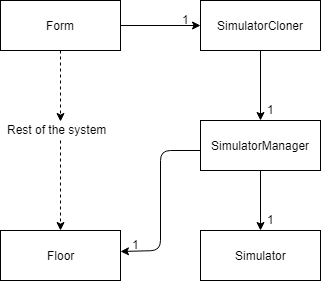 Form
1
SimulatorCloner
Rest of the system
1
SimulatorManager
1
1
Floor
Simulator